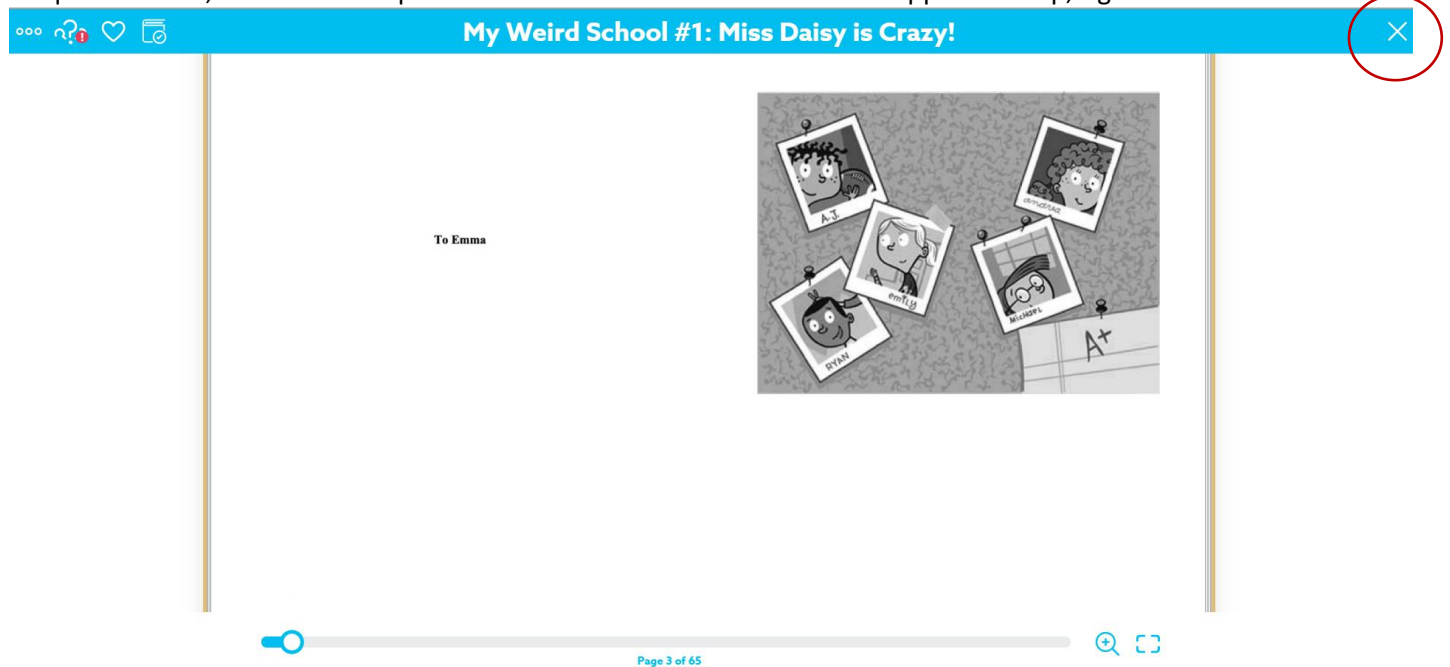 My Weird School #1: Miss Daisy is Crazy!
To Emma
A.J.
andrea
emily
MicHaeL
RYAN
A+
Page 3 of 65